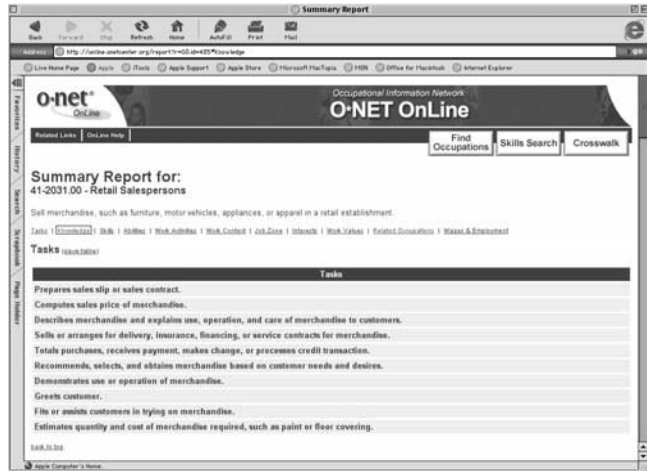 Summary Report
Back Forward Stop Refresh Home AutoFill Print Mail
Address http://online.onetcenter.org/report?r=0&id=435#Knowledge go
Live Home Page Apple iTools Apple Support Apple Store Microsoft MacTopia MSN Office for Macintosh Internet Explorer
Favorites
History
Search
Scrapbook
Page Holder
o·net
OnLine
Occupational Information Network
O·NET OnLine
Related Links OnLine Help
Find Occupations Skills Search Crosswalk
Summary Report for:
41-2031.00 - Retail Salespersons
Sell merchandise, such as furniture, motor vehicles, appliances, or apparel in a retail establishment.
Tasks | Knowledge | Skills | Abilities | Work Activities | Work Context | Job Zone | Interests | Work Values | Related Occupations | Wages & Employment
Tasks (save table)
Tasks
Prepares sales slip or sales contract.
Computes sales price of merchandise.
Describes merchandise and explains use, operation, and care of merchandise to customers.
Sells or arranges for delivery, insurance, financing, or service contracts for merchandise.
Totals purchases, receives payment, makes change, or processes credit transaction.
Recommends, selects, and obtains merchandise based on customer needs and desires.
Demonstrates use or operation of merchandise.
Greets customer.
Fits or assists customers in trying on merchandise.
Estimates quantity and cost of merchandise required, such as paint or floor covering.
back to top
Apple Computer's Home